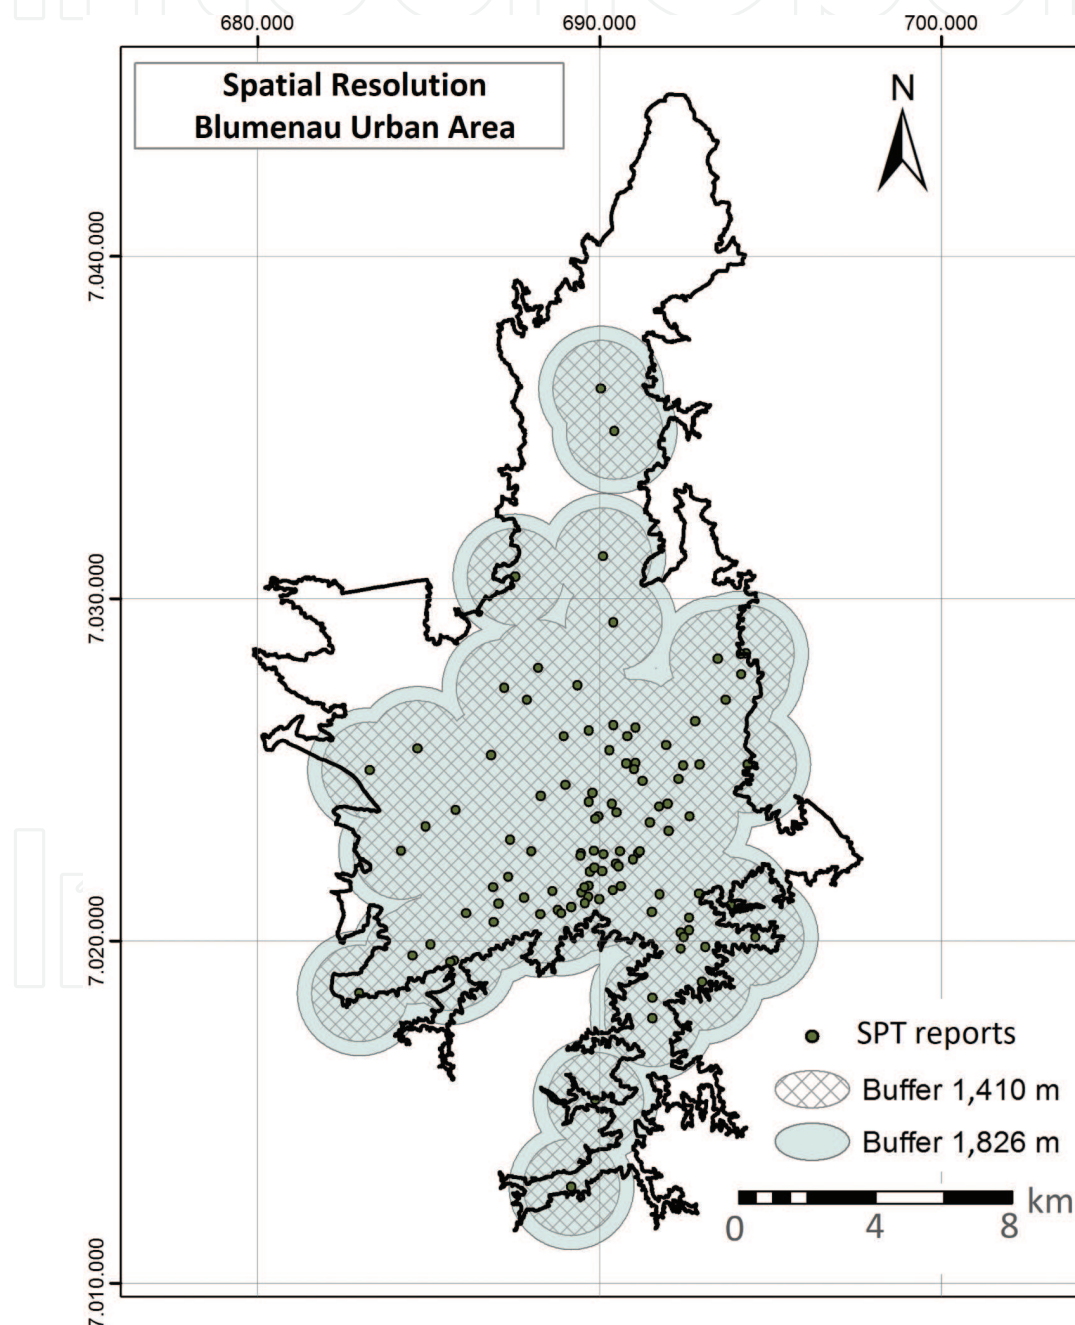 680.000
690.000
700.000
Spatial Resolution
Blumenau Urban Area
N
7.040.000
7.030.000
7.020.000
7.010.000
SPT reports
Buffer 1,410 m
Buffer 1,826 m
km
0
4
8